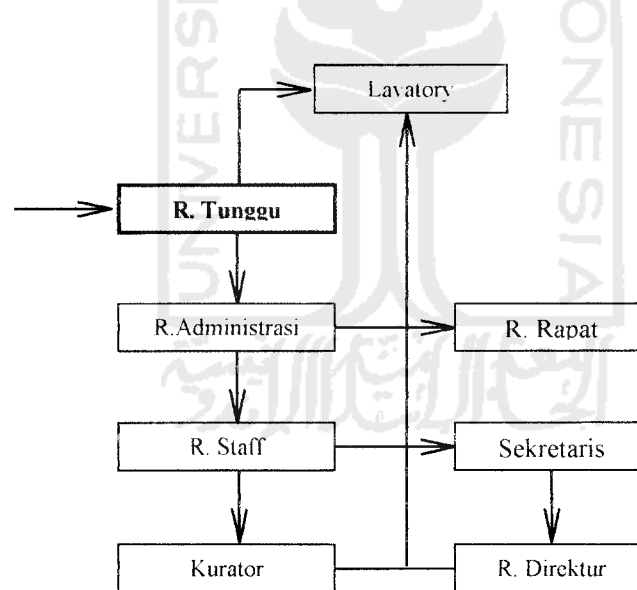 Lavatory
R. Tunggu
R.Administrasi
R. Rapat
R. Staff
Sekretaris
Kurator
R. Direktur